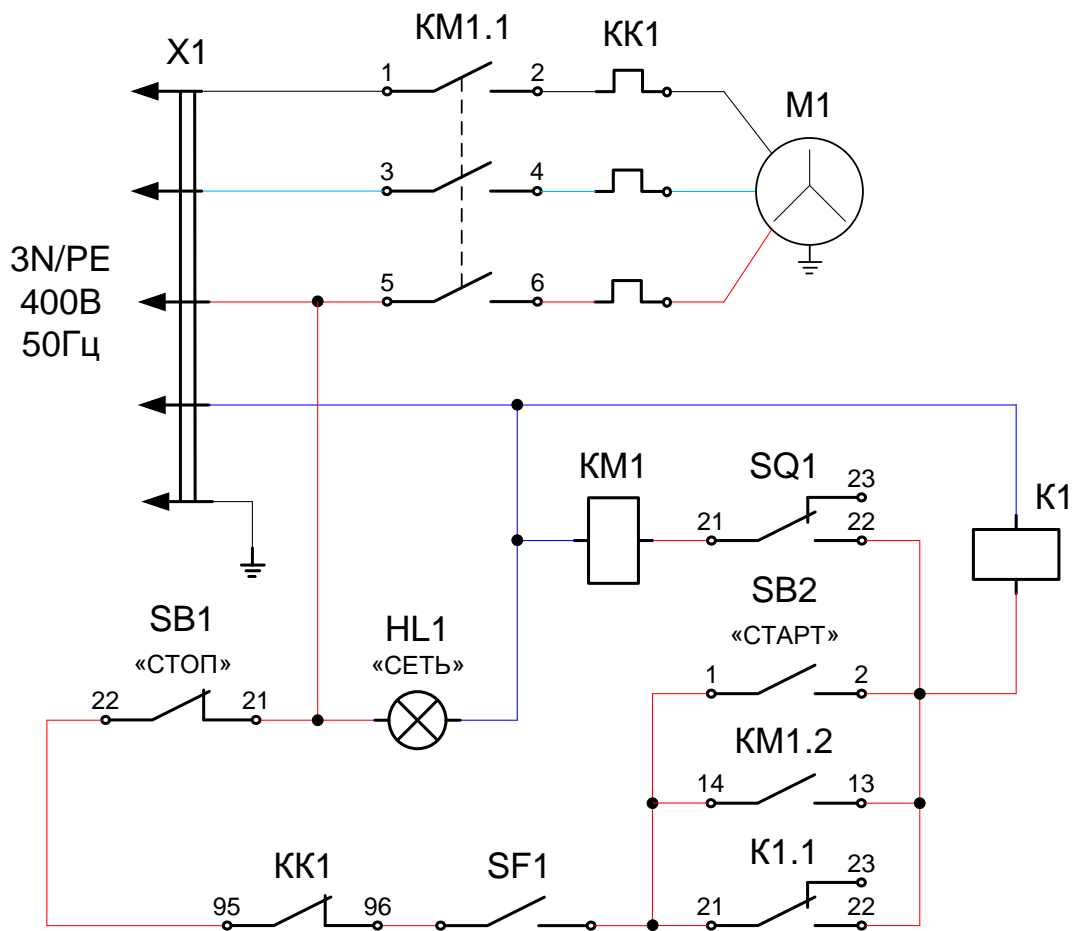 X1
КМ1.1
КК1
М1
1
2
3
4
5
6
3N/PE
400В
50Гц
КМ1
SQ1
К1
21
23
22
SB1
«СТОП»
22
21
HL1
«СЕТЬ»
SB2
«СТАРТ»
1
2
КМ1.2
14
13
КК1
95
96
SF1
К1.1
21
23
22